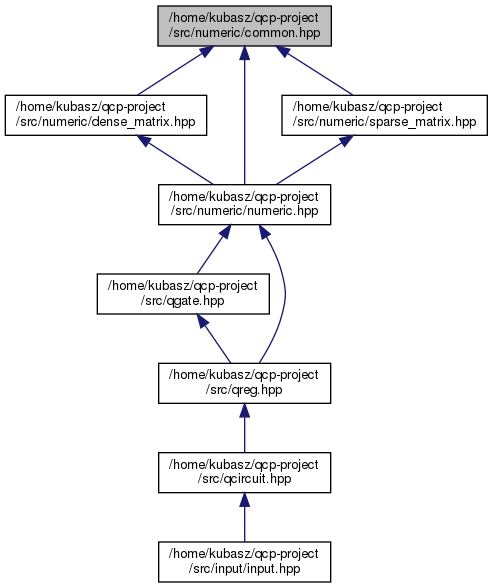 /home/kubasz/qcp-project
/src/numeric/common.hpp
/home/kubasz/qcp-project
/src/numeric/dense_matrix.hpp
/home/kubasz/qcp-project
/src/numeric/sparse_matrix.hpp
/home/kubasz/qcp-project
/src/numeric/numeric.hpp
/home/kubasz/qcp-project
/src/qgate.hpp
/home/kubasz/qcp-project
/src/qreg.hpp
/home/kubasz/qcp-project
/src/qcircuit.hpp
/home/kubasz/qcp-project
/src/input/input.hpp